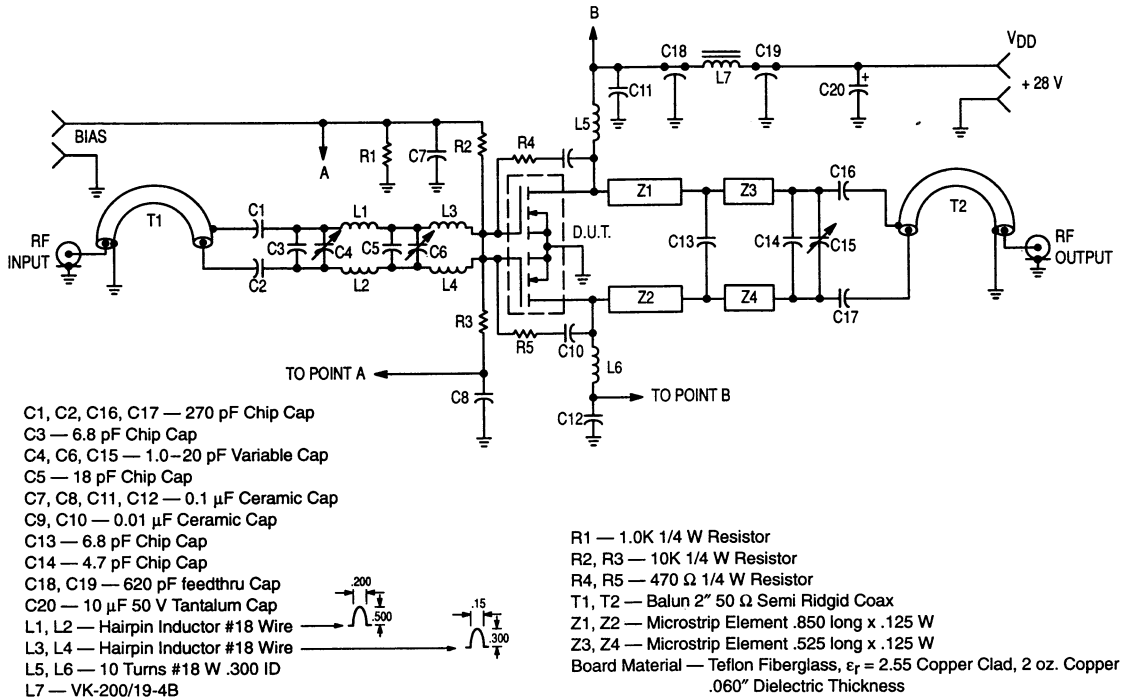 B
C18
C19
L7
VDD
+ 28 V
C11
C20
+
L5
BIAS
A
R1
C7
R2
R4
T1
RF
INPUT
C1
C2
C3
C4
L1
L2
C5
C6
L3
L4
D.U.T.
Z1
Z3
Z2
Z4
C13
C14
C15
C16
C17
T2
RF
OUTPUT
R3
R5
C10
L6
TO POINT A
C8
TO POINT B
C12
C1, C2, C16, C17 — 270 pF Chip Cap
C3 — 6.8 pF Chip Cap
C4, C6, C15 — 1.0–20 pF Variable Cap
C5 — 18 pF Chip Cap
C7, C8, C11, C12 — 0.1 µF Ceramic Cap
C9, C10 — 0.01 µF Ceramic Cap
C13 — 6.8 pF Chip Cap
C14 — 4.7 pF Chip Cap
C18, C19 — 620 pF feedthru Cap
C20 — 10 µF 50 V Tantalum Cap
L1, L2 — Hairpin Inductor #18 Wire
.200
.500
L3, L4 — Hairpin Inductor #18 Wire
.15
.300
L5, L6 — 10 Turns #18 W .300 ID
L7 — VK-200/19-4B
R1 — 1.0K 1/4 W Resistor
R2, R3 — 10K 1/4 W Resistor
R4, R5 — 470 Ω 1/4 W Resistor
T1, T2 — Balun 2″ 50 Ω Semi Ridgid Coax
Z1, Z2 — Microstrip Element .850 long x .125 W
Z3, Z4 — Microstrip Element .525 long x .125 W
Board Material — Teflon Fiberglass, εr = 2.55 Copper Clad, 2 oz. Copper
.060″ Dielectric Thickness